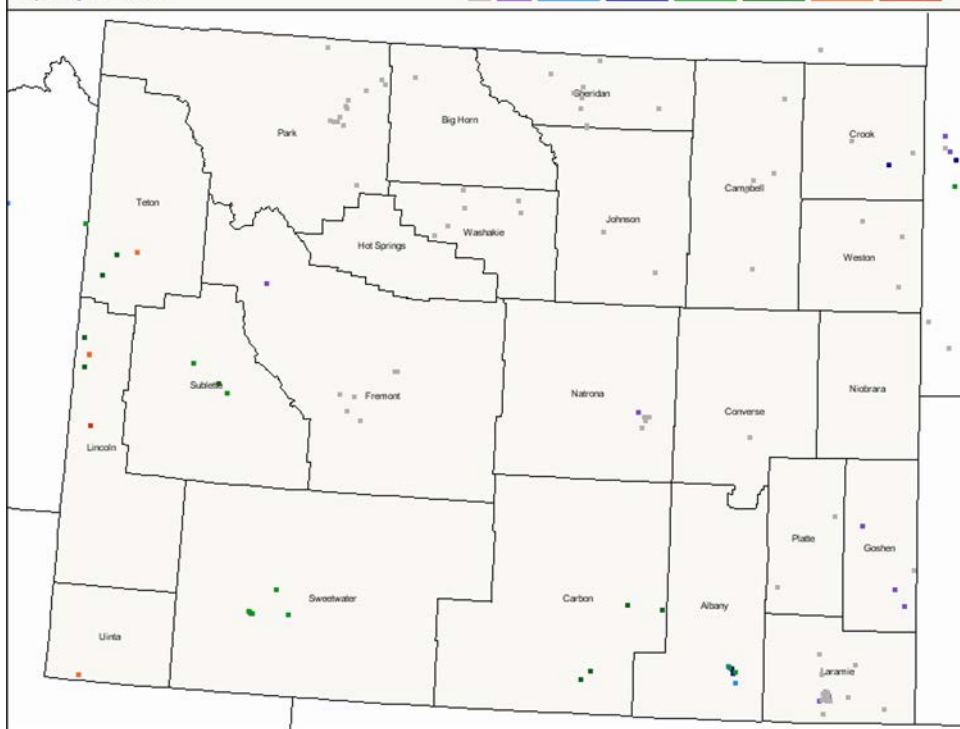 Sheridan
Park
Big Horn
Crook
Campbell
Teton
Johnson
Washakie
Hot Springs
Weston
Sublette
Fremont
Natrona
Niobrara
Converse
Lincoln
Platte
Goshen
Sweetwater
Carbon
Albany
Uinta
Laramie